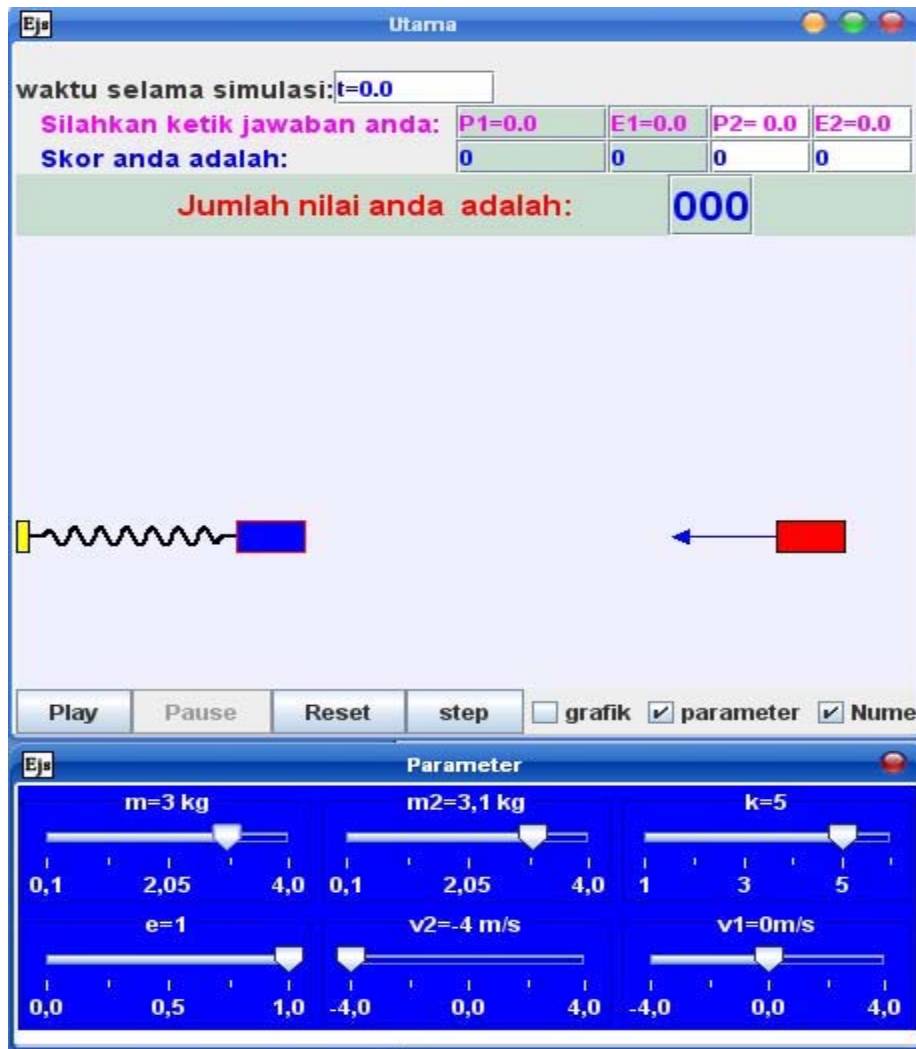 Ejs Utama
waktu selama simulasi: t=0.0
Silahkan ketik jawaban anda: P1=0.0 E1=0.0 P2= 0.0 E2=0.0
Skor anda adalah: 0 0 0 0
Jumlah nilai anda adalah: 000
Play Pause Reset step grafik parameter Nume
Ejs Parameter
m=3 kg m2=3,1 kg k=5
0,1 2,05 4,0 0,1 2,05 4,0 1 3 5
e=1 v2=-4 m/s v1=0m/s
0,0 0,5 1,0 -4,0 0,0 4,0 -4,0 0,0 4,0